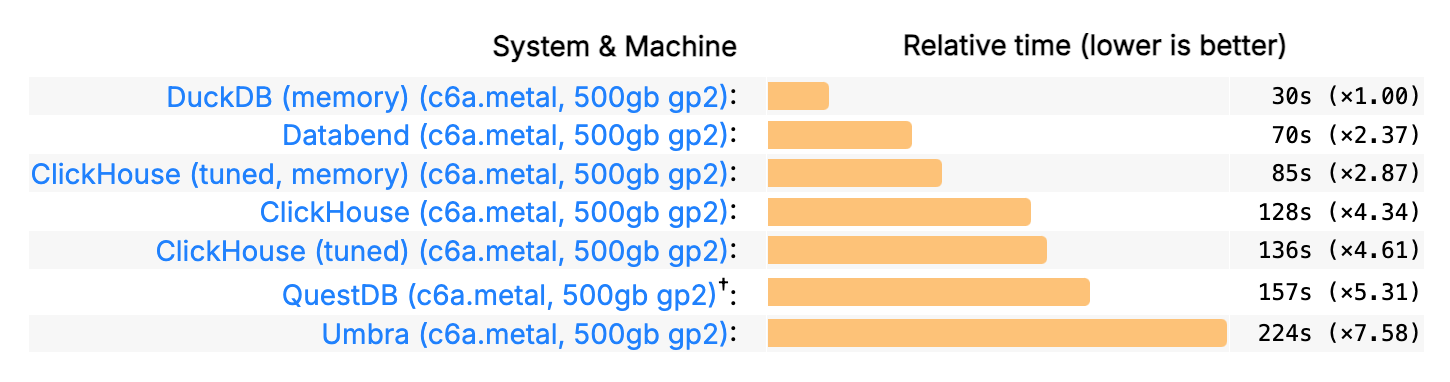 System & Machine Relative time (lower is better)
DuckDB (memory) (c6a.metal, 500gb gp2): 30s (×1.00)
Databend (c6a.metal, 500gb gp2): 70s (×2.37)
ClickHouse (tuned, memory) (c6a.metal, 500gb gp2): 85s (×2.87)
ClickHouse (c6a.metal, 500gb gp2): 128s (×4.34)
ClickHouse (tuned) (c6a.metal, 500gb gp2): 136s (×4.61)
QuestDB (c6a.metal, 500gb gp2)†: 157s (×5.31)
Umbra (c6a.metal, 500gb gp2): 224s (×7.58)